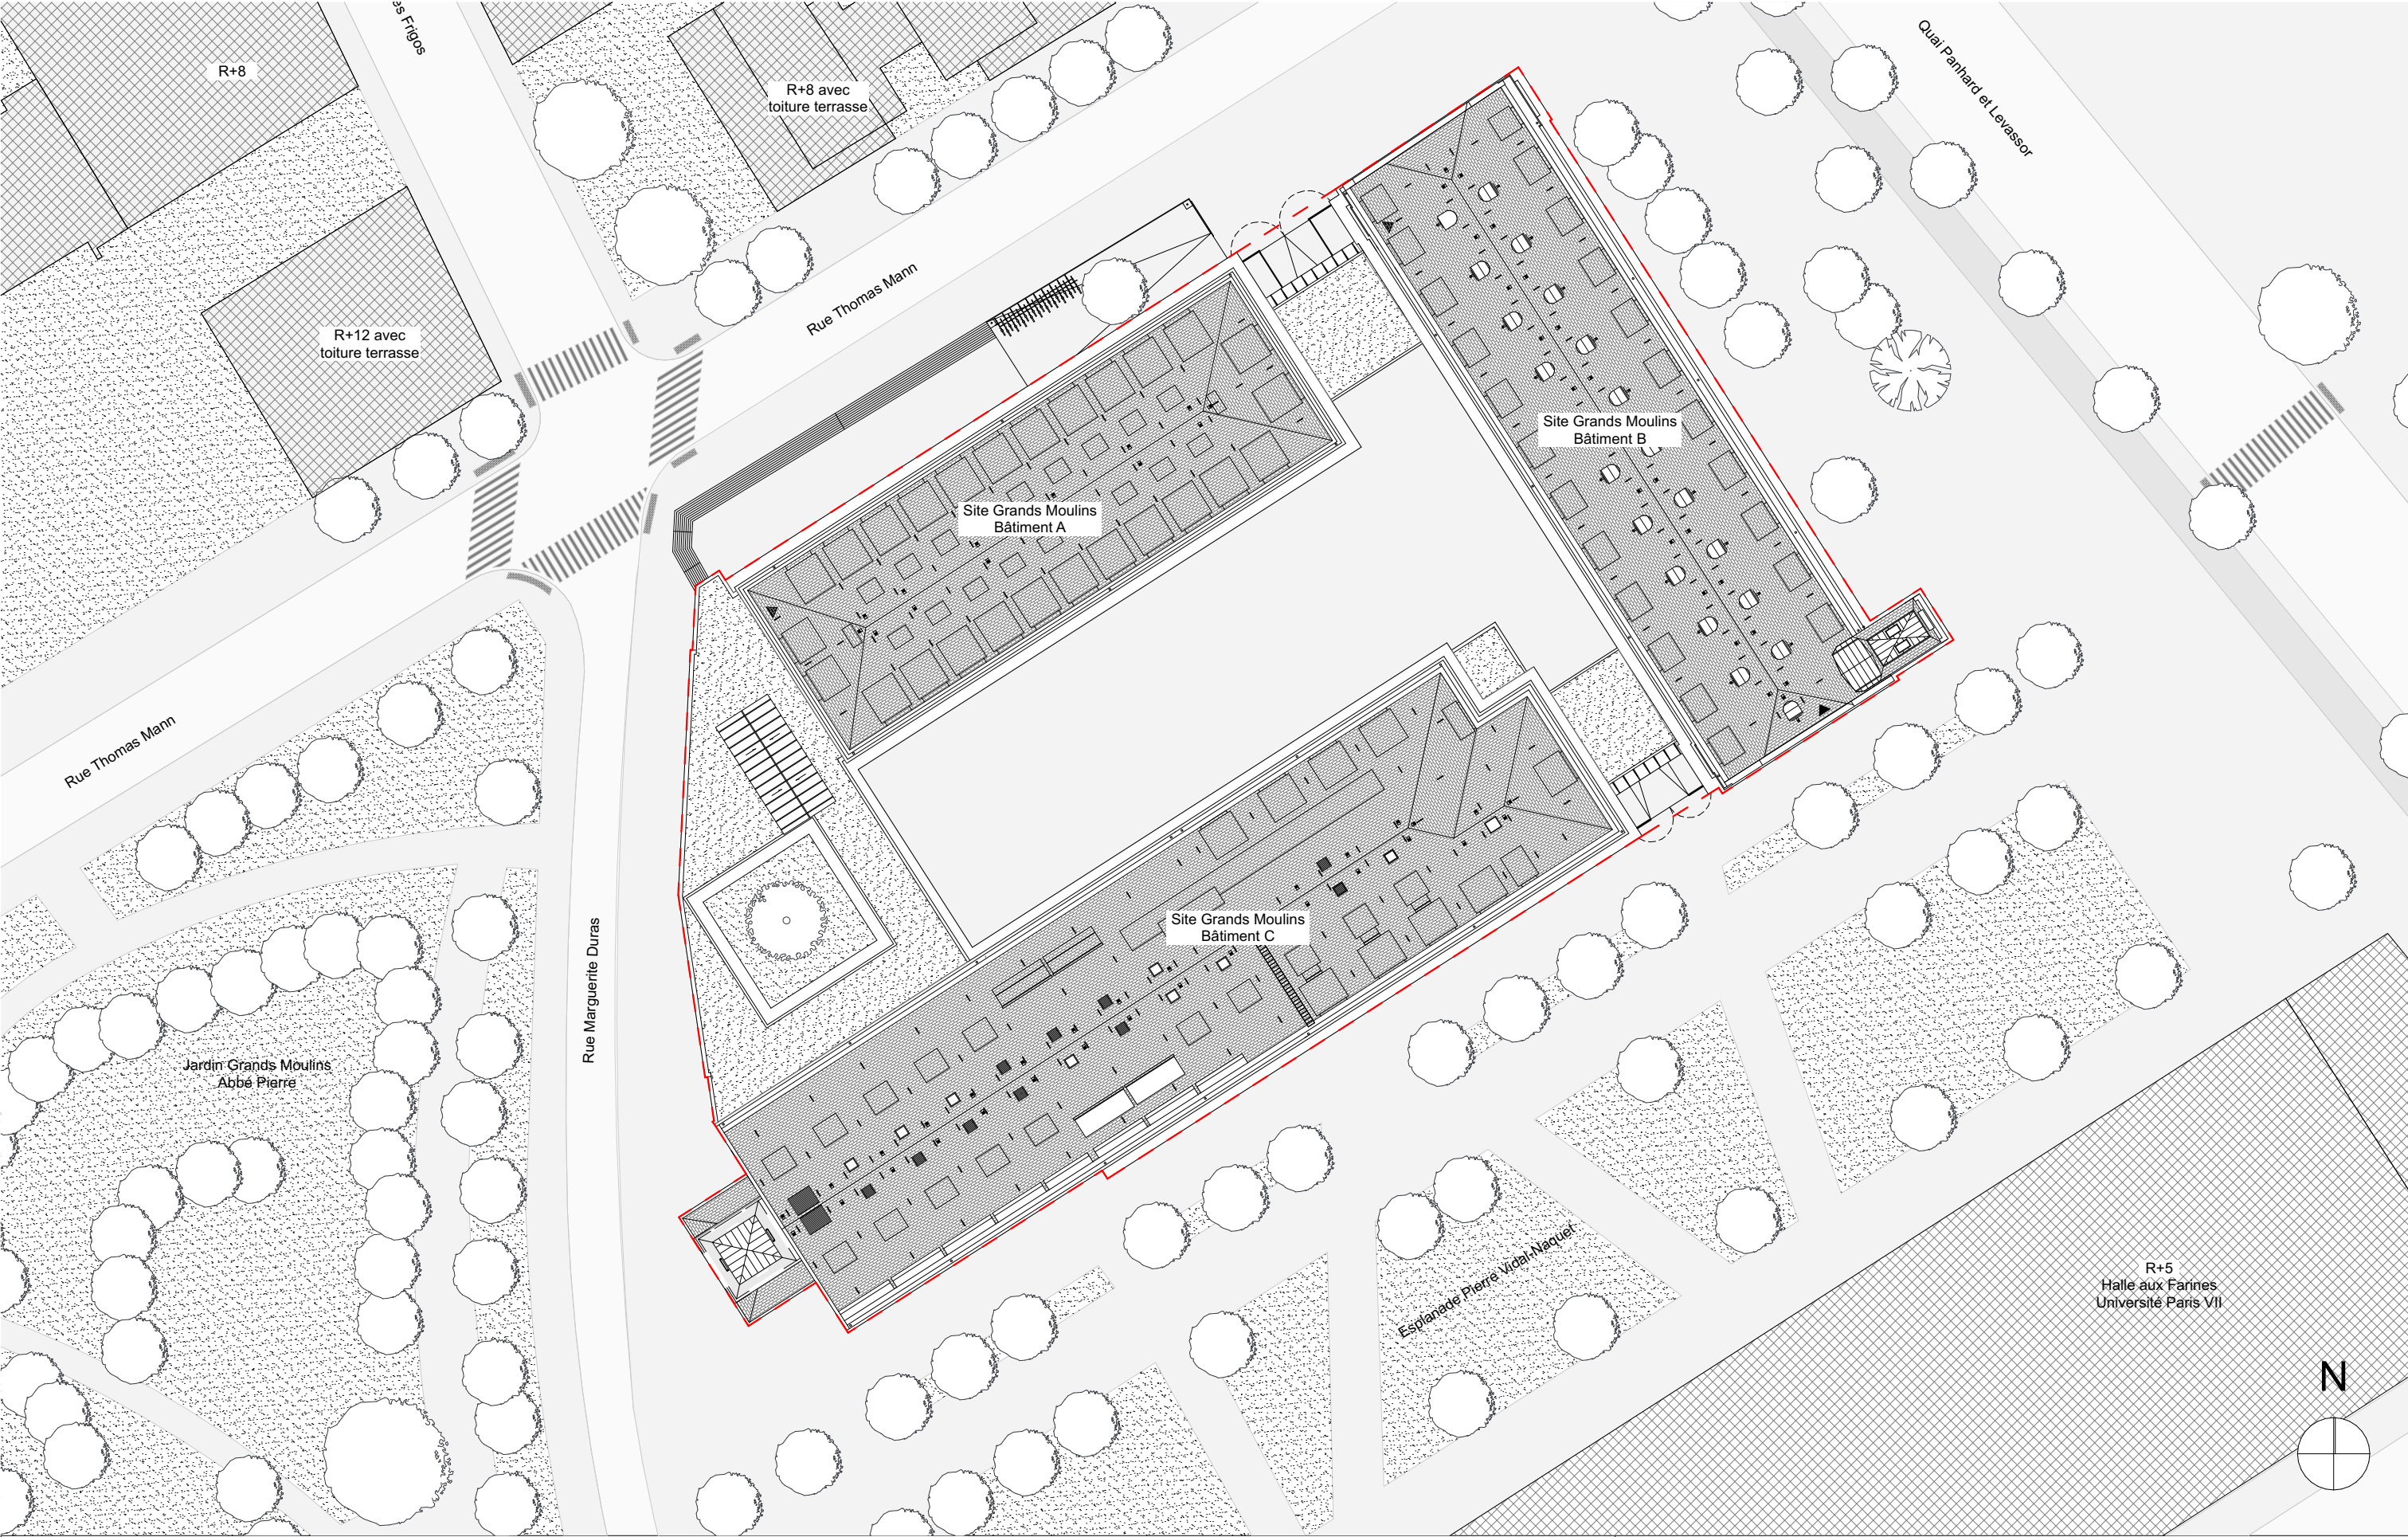 es Frigos
R+8
R+8 avec
toiture terrasse
Quai Panhard et Levassor
Rue Thomas Mann
R+12 avec
toiture terrasse
Site Grands Moulins
Bâtiment B
Site Grands Moulins
Bâtiment A
Rue Thomas Mann
Site Grands Moulins
Bâtiment C
Rue Marguerite Duras
Jardin Grands Moulins
Abbé Pierre
Esplanade Pierre Vidal-Naquet
R+5
Halle aux Farines
Université Paris VII
N